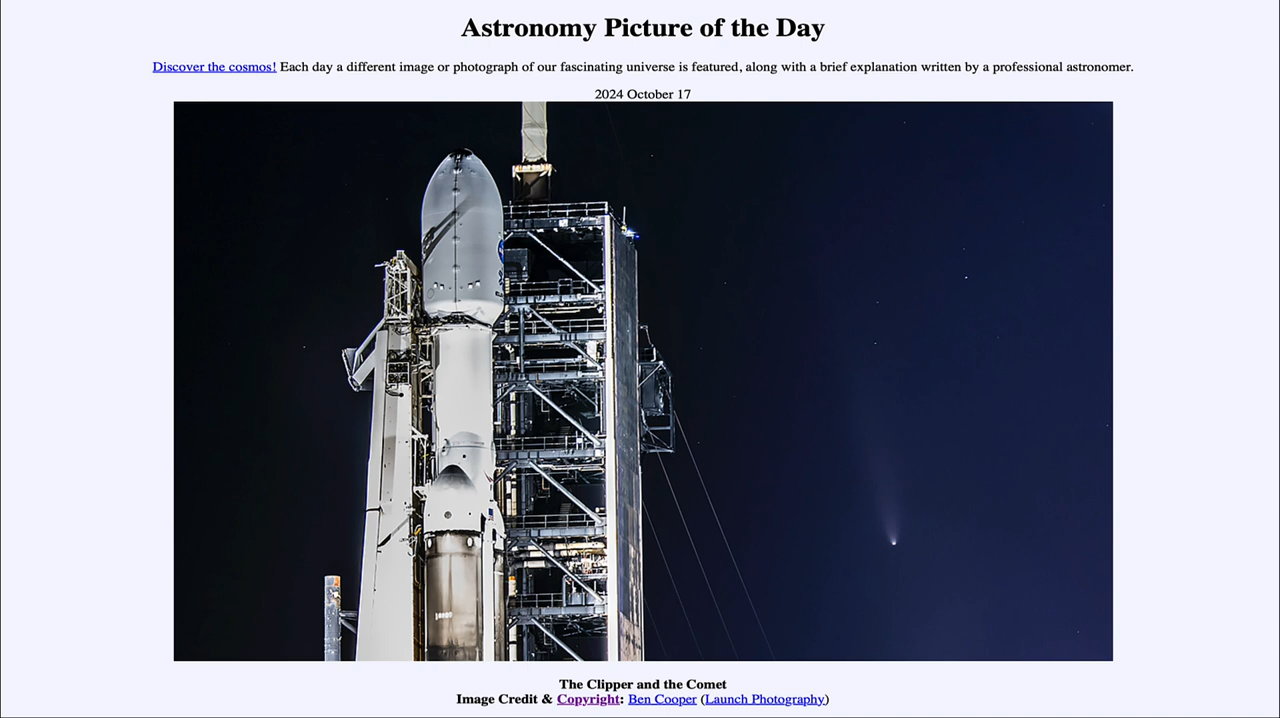 Astronomy Picture of the Day
Discover the cosmos! Each day a different image or photograph of our fascinating universe is featured, along with a brief explanation written by a professional astronomer.
2024 October 17
The Clipper and the Comet
Image Credit & Copyright: Ben Cooper (Launch Photography)